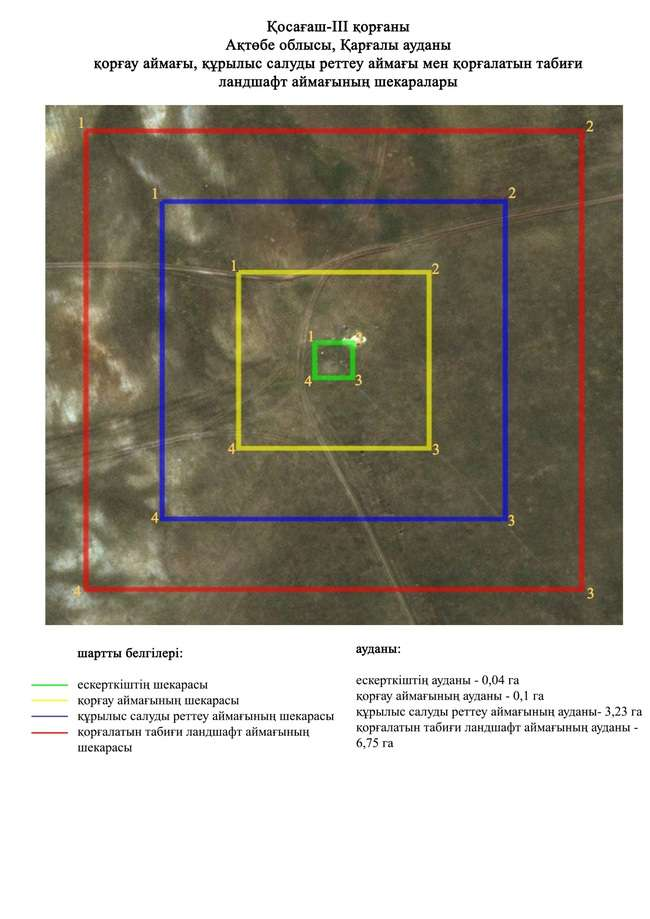 Қосағаш-III қорғаны
Ақтөбе облысы, Қарғалы ауданы
қорғау аймағы, құрылыс салуды реттеу аймағы мен қорғалатын табиғи
ландшафт аймағының шекаралары
1 2
1 2
1 2
1 2
4 3
4 3
4 3
4 3
шартты белгілері:
ескерткіштің шекарасы
қорғау аймағының шекарасы
құрылыс салуды реттеу аймағының шекарасы
қорғалатын табиғи ландшафт аймағының
шекарасы
ауданы:
ескерткіштің ауданы - 0,04 га
қорғау аймағының ауданы - 0,1 га
құрылыс салуды реттеу аймағының ауданы- 3,23 га
қорғалатын табиғи ландшафт аймағының ауданы -
6,75 га